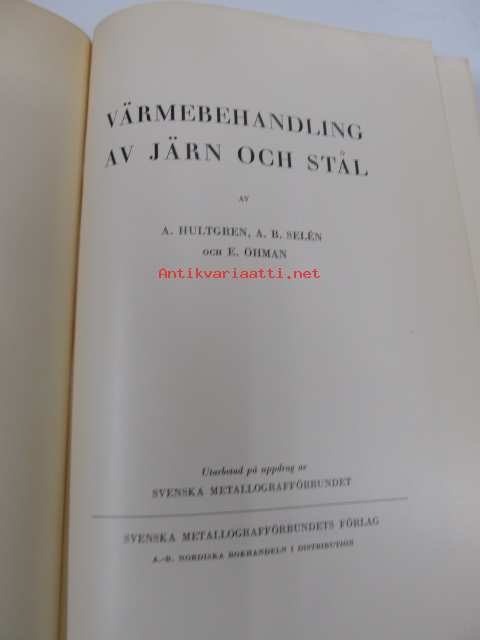 VÄRMEBEHANDLING
AV JÄRN OCH STÅL
AV
A. HULTGREN, A. B. SELÉN
OCH E. ÖHMAN
Antikvariaatti.net
Utarbetad på uppdrag av
SVENSKA METALLOGRAFFÖRBUNDET
SVENSKA METALLOGRAFFÖRBUNDETS FÖRLAG
A.-B. NORDISKA BOKHANDELN I DISTRIBUTION